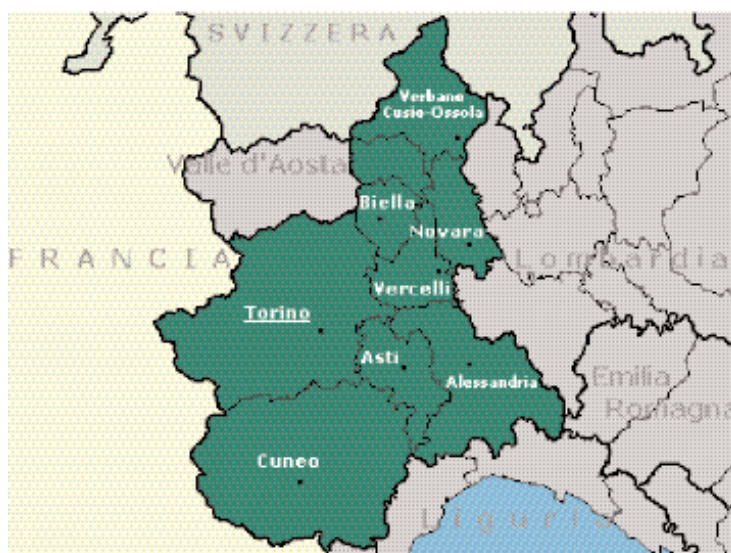 SVIZZERA
Verbano
Cusio-Ossola
Valle d'Aosta
Biella
Novara
FRANCIA
Lombardia
Vercelli
Torino
Asti
Alessandria
Emilia
Romagna
Cuneo
Liguria